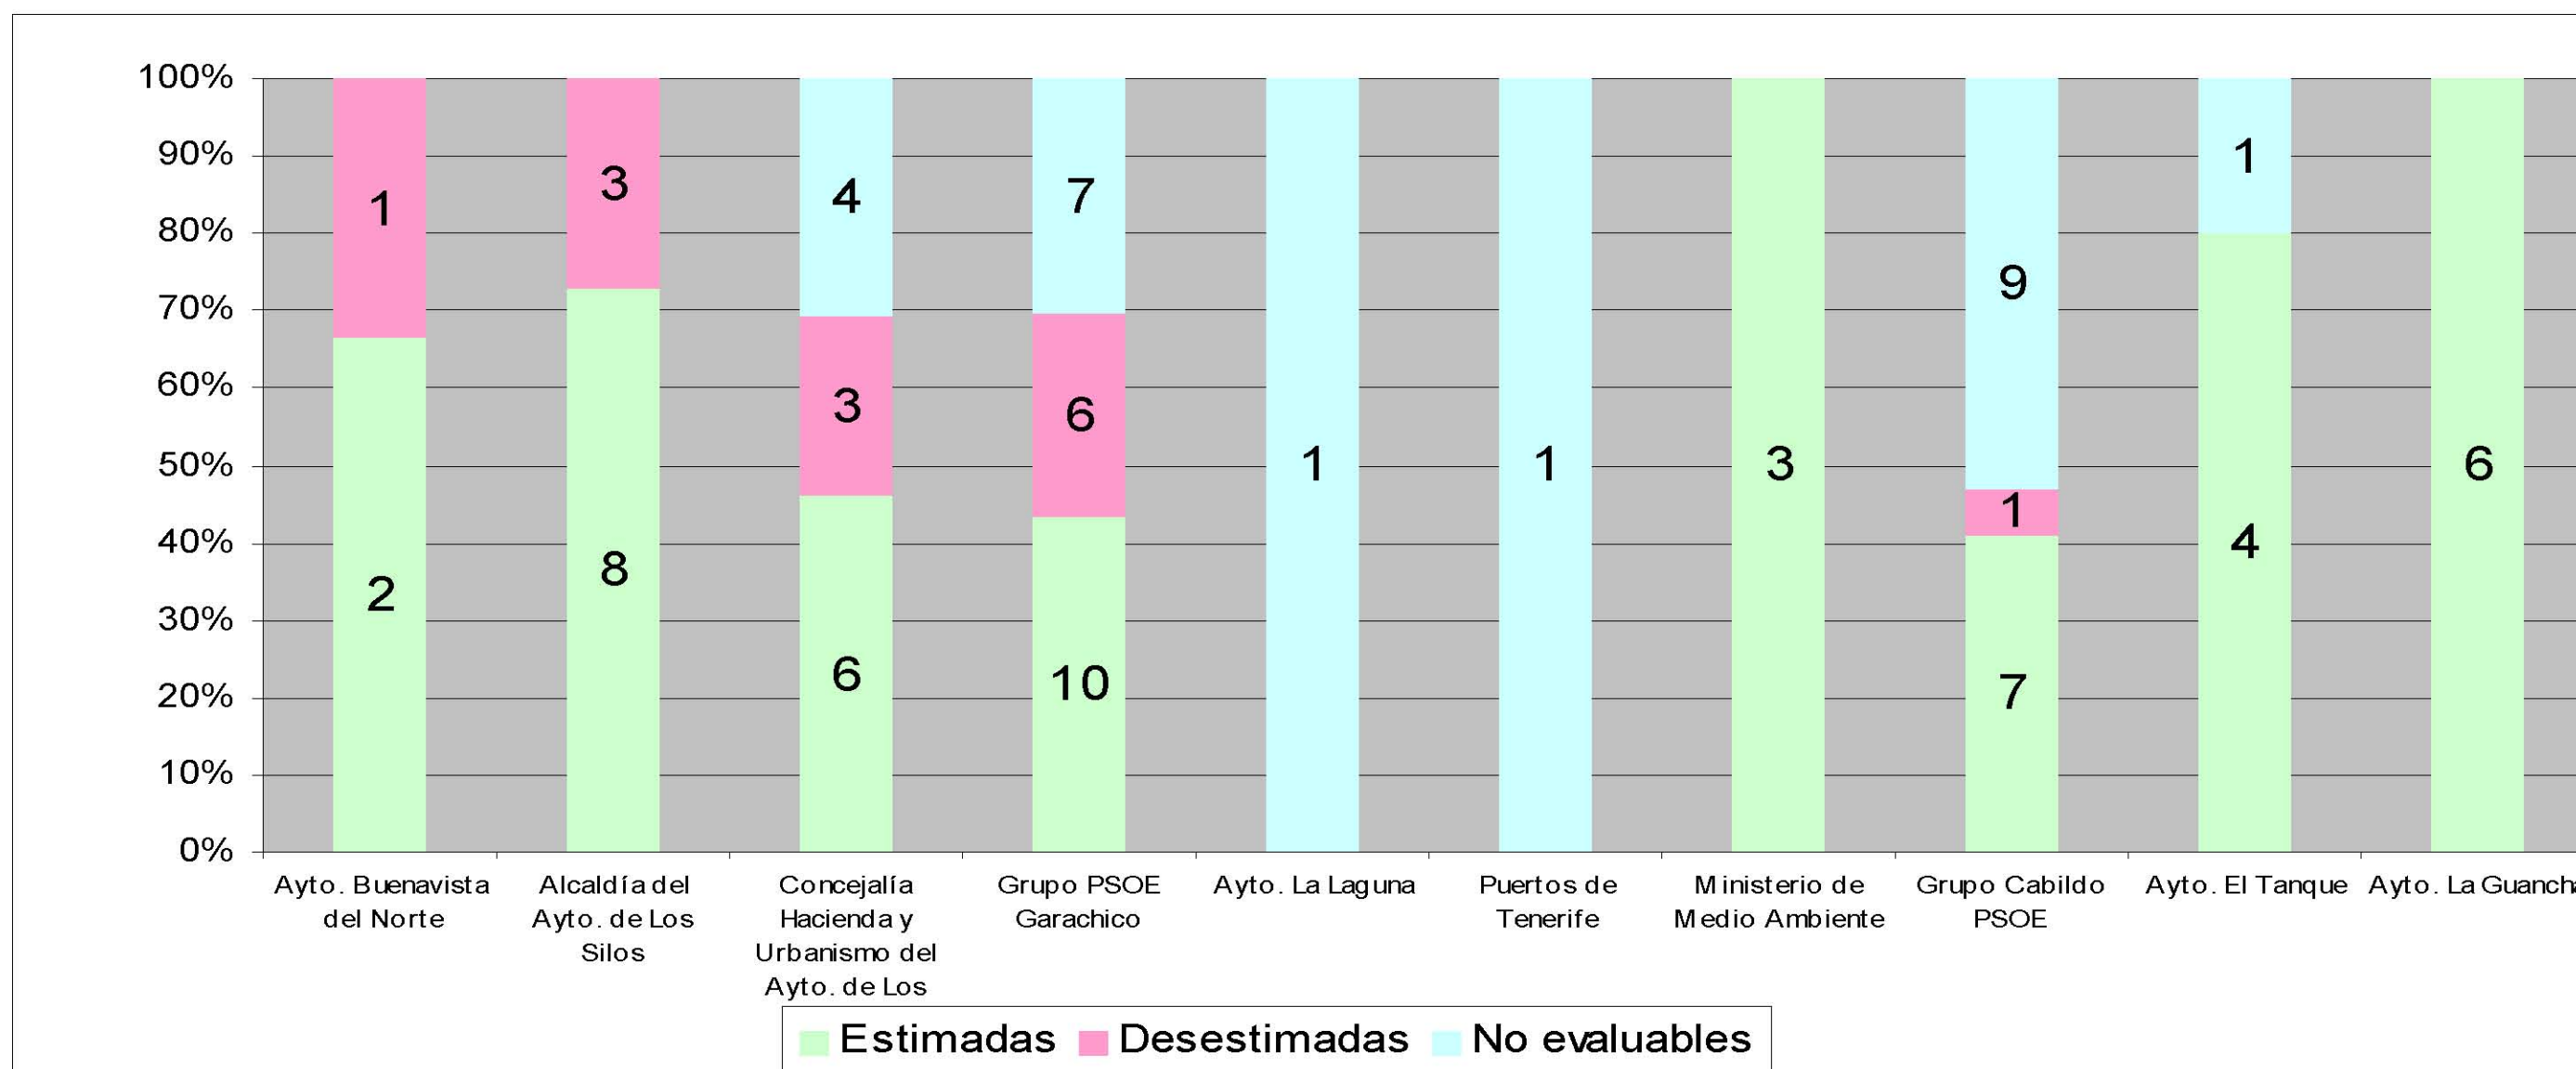 100%
90%
80%
70%
60%
50%
40%
30%
20%
10%
0%
1
3
4
7
1
9
3
6
1
1
3
6
1
2
8
4
6
10
7
Ayto. Buenavista del Norte
Alcaldía del Ayto. de Los Silos
Concejalía Hacienda y Urbanismo del Ayto. de Los
Grupo PSOE Garachico
Ayto. La Laguna
Puertos de Tenerife
Ministerio de Medio Ambiente
Grupo Cabildo PSOE
Ayto. El Tanque
Ayto. La Guancha
Estimadas
Desestimadas
No evaluables